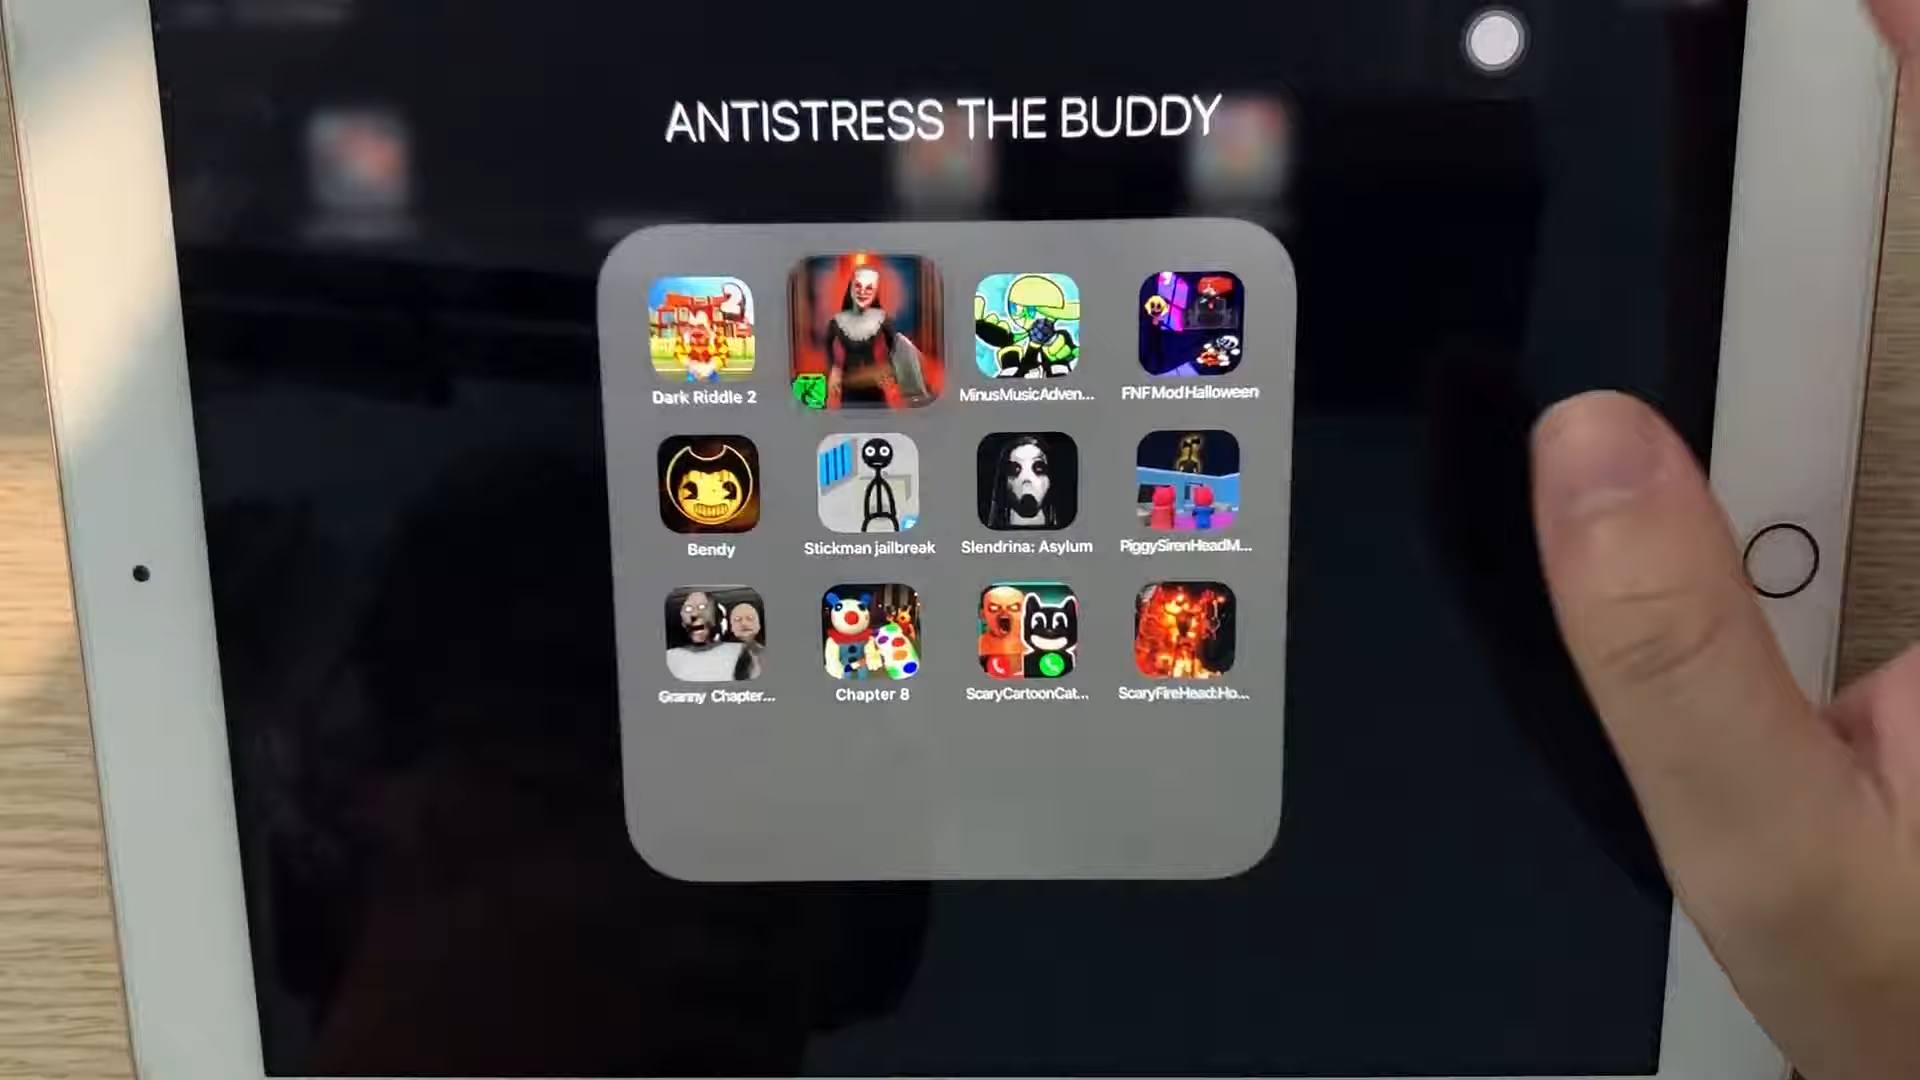 ANTISTRESS THE BUDDY
Dark Riddle 2
MinusMusicAdven...
FNFModHalloween
Bendy
Stickman jailbreak
Slendrina: Asylum
PiggySirenHeadM...
Granny Chapter...
Chapter 8
ScaryCartoonCat...
ScaryFireHead:Ho...